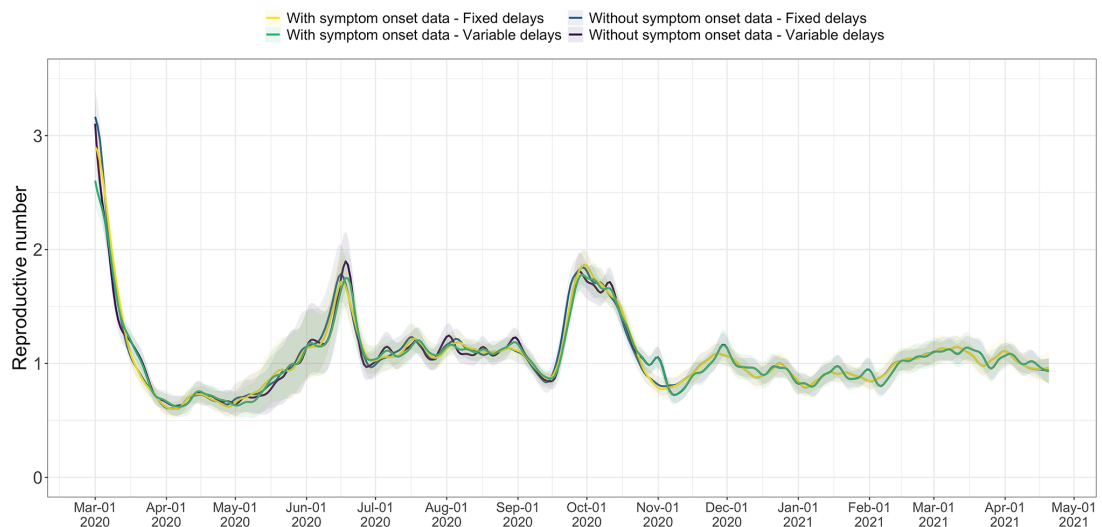 With symptom onset data - Fixed delays
Without symptom onset data - Fixed delays
With symptom onset data - Variable delays
Without symptom onset data - Variable delays
Reproductive number
3
2
1
0
Mar-01 2020
Apr-01 2020
May-01 2020
Jun-01 2020
Jul-01 2020
Aug-01 2020
Sep-01 2020
Oct-01 2020
Nov-01 2020
Dec-01 2020
Jan-01 2021
Feb-01 2021
Mar-01 2021
Apr-01 2021
May-01 2021